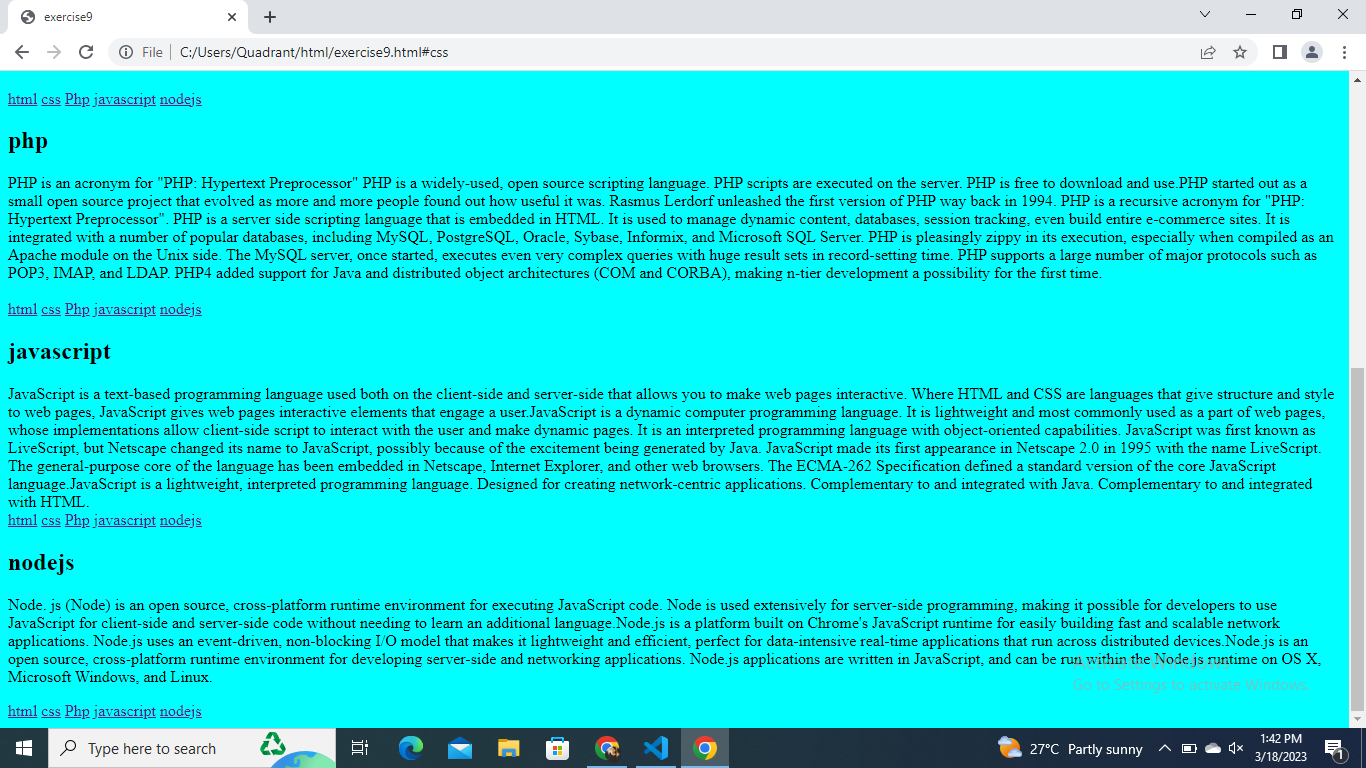 exercise9
File | C:/Users/Quadrant/html/exercise9.html#css
html css Php javascript nodejs
php
PHP is an acronym for "PHP: Hypertext Preprocessor" PHP is a widely-used, open source scripting language. PHP scripts are executed on the server. PHP is free to download and use.PHP started out as a
small open source project that evolved as more and more people found out how useful it was. Rasmus Lerdorf unleashed the first version of PHP way back in 1994. PHP is a recursive acronym for "PHP:
Hypertext Preprocessor". PHP is a server side scripting language that is embedded in HTML. It is used to manage dynamic content, databases, session tracking, even build entire e-commerce sites. It is
integrated with a number of popular databases, including MySQL, PostgreSQL, Oracle, Sybase, Informix, and Microsoft SQL Server. PHP is pleasingly zippy in its execution, especially when compiled as an
Apache module on the Unix side. The MySQL server, once started, executes even very complex queries with huge result sets in record-setting time. PHP supports a large number of major protocols such as
POP3, IMAP, and LDAP. PHP4 added support for Java and distributed object architectures (COM and CORBA), making n-tier development a possibility for the first time.
html css Php javascript nodejs
javascript
JavaScript is a text-based programming language used both on the client-side and server-side that allows you to make web pages interactive. Where HTML and CSS are languages that give structure and style
to web pages, JavaScript gives web pages interactive elements that engage a user.JavaScript is a dynamic computer programming language. It is lightweight and most commonly used as a part of web pages,
whose implementations allow client-side script to interact with the user and make dynamic pages. It is an interpreted programming language with object-oriented capabilities. JavaScript was first known as
LiveScript, but Netscape changed its name to JavaScript, possibly because of the excitement being generated by Java. JavaScript made its first appearance in Netscape 2.0 in 1995 with the name LiveScript.
The general-purpose core of the language has been embedded in Netscape, Internet Explorer, and other web browsers. The ECMA-262 Specification defined a standard version of the core JavaScript
language.JavaScript is a lightweight, interpreted programming language. Designed for creating network-centric applications. Complementary to and integrated with Java. Complementary to and integrated
with HTML.
html css Php javascript nodejs
nodejs
Node. js (Node) is an open source, cross-platform runtime environment for executing JavaScript code. Node is used extensively for server-side programming, making it possible for developers to use
JavaScript for client-side and server-side code without needing to learn an additional language.Node.js is a platform built on Chrome's JavaScript runtime for easily building fast and scalable network
applications. Node.js uses an event-driven, non-blocking I/O model that makes it lightweight and efficient, perfect for data-intensive real-time applications that run across distributed devices.Node.js is an
open source, cross-platform runtime environment for developing server-side and networking applications. Node.js applications are written in JavaScript, and can be run within the Node.js runtime on OS X,
Microsoft Windows, and Linux.
Activate Windows
Go to Settings to activate Windows.
html css Php javascript nodejs
Type here to search
27°C Partly sunny
1:42 PM
3/18/2023
1